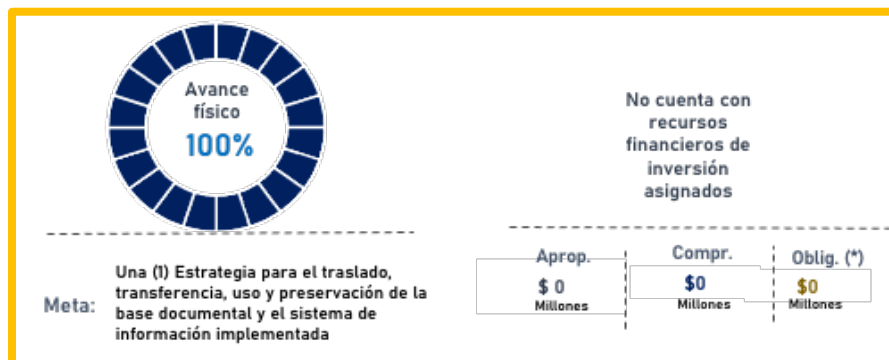 Avance
físico
100%
No cuenta con
recursos
financieros de
inversión
asignados
Meta:
Una (1) Estrategia para el traslado,
transferencia, uso y preservación de la
base documental y el sistema de
información implementada
Aprop.
Compr.
Oblig. (*)
$ 0
$0
$0
Millones
Millones
Millones